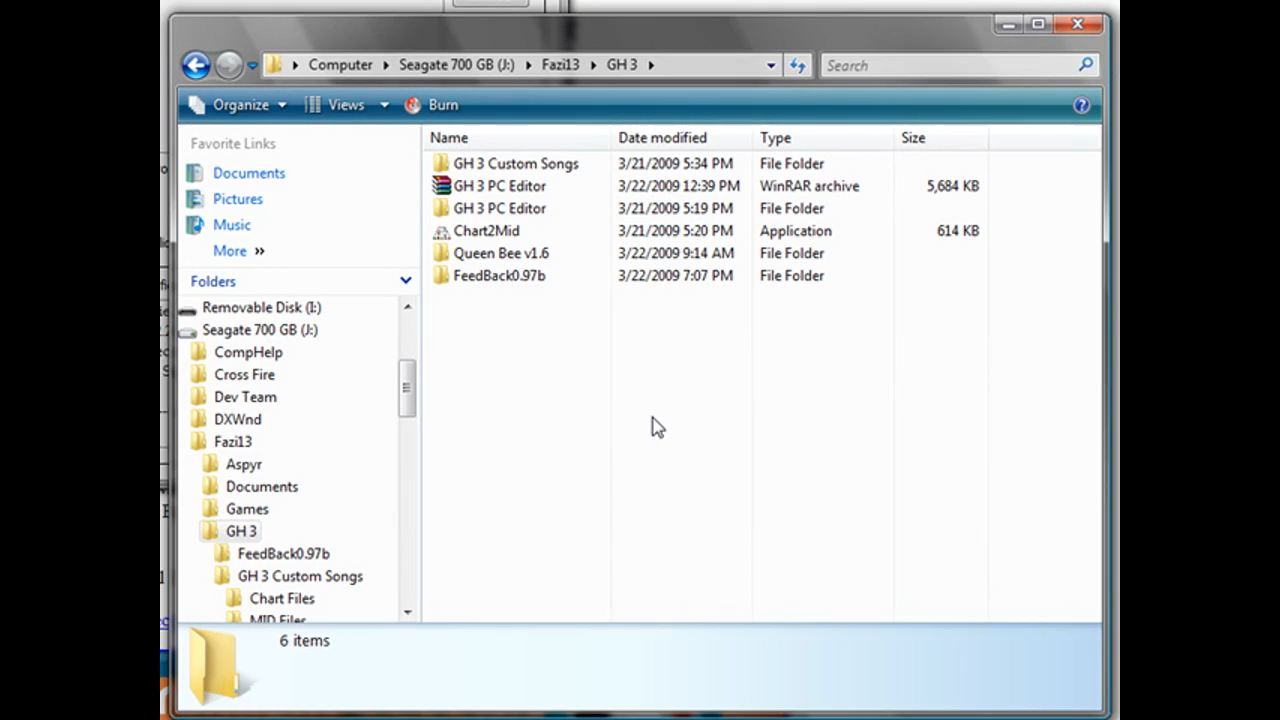 Computer Seagate 700 GB (J:) Fazi13 GH 3 Search
Organize Views Burn
Favorite Links
Documents
Pictures
Music
More »
Folders
Removable Disk (I:)
Seagate 700 GB (J:)
CompHelp
Cross Fire
Dev Team
DXWnd
Fazi13
Aspyr
Documents
Games
GH 3
FeedBack0.97b
GH 3 Custom Songs
Chart Files
MID Files
Name Date modified Type Size
GH 3 Custom Songs 3/21/2009 5:34 PM File Folder
GH 3 PC Editor 3/22/2009 12:39 PM WinRAR archive 5,684 KB
GH 3 PC Editor 3/21/2009 5:19 PM File Folder
Chart2Mid 3/21/2009 5:20 PM Application 614 KB
Queen Bee v1.6 3/22/2009 9:14 AM File Folder
FeedBack0.97b 3/22/2009 7:07 PM File Folder
6 items